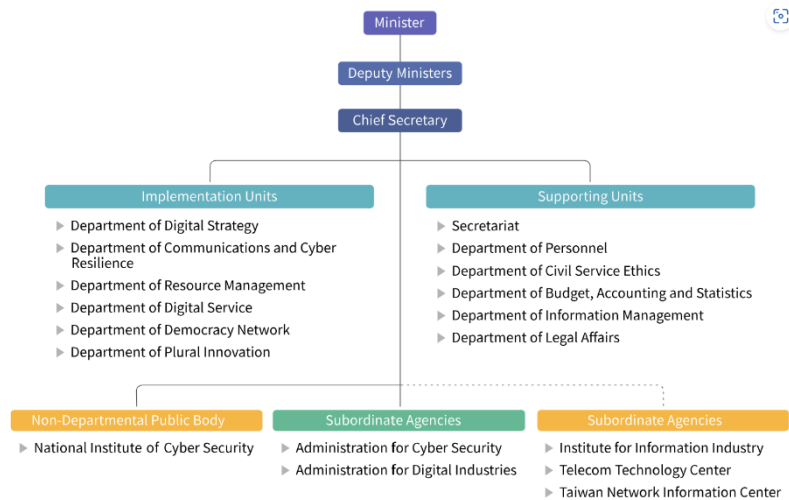 Minister
Deputy Ministers
Chief Secretary
Implementation Units
Department of Digital Strategy
Department of Communications and Cyber
Resilience
Department of Resource Management
Department of Digital Service
Department of Democracy Network
Department of Plural Innovation
Supporting Units
Secretariat
Department of Personnel
Department of Civil Service Ethics
Department of Budget, Accounting and Statistics
Department of Information Management
Department of Legal Affairs
Non-Departmental Public Body
National Institute of Cyber Security
Subordinate Agencies
Administration for Cyber Security
Administration for Digital Industries
Subordinate Agencies
Institute for Information Industry
Telecom Technology Center
Taiwan Network Information Center